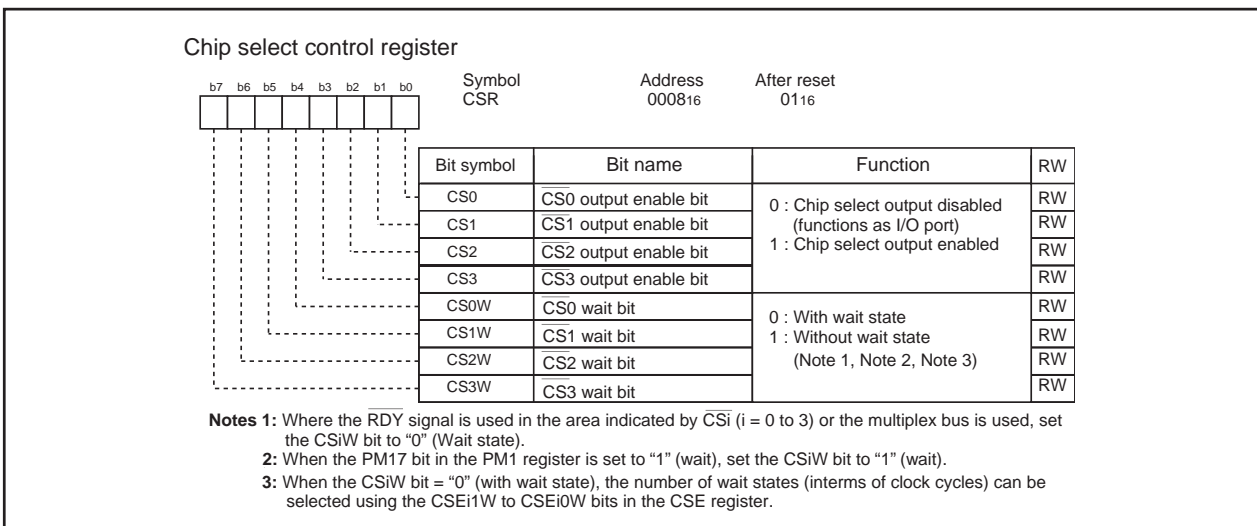 Chip select control register
Symbol Address After reset
b7 b6 b5 b4 b3 b2 b1 b0
CSR 000816 0116
Bit symbol Bit name Function RW
CS0 CS0 output enable bit RW
CS1 CS1 output enable bit RW
CS2 CS2 output enable bit RW
CS3 CS3 output enable bit RW
0 : Chip select output disabled
(functions as I/O port)
1 : Chip select output enabled
CS0W CS0 wait bit RW
CS1W CS1 wait bit RW
CS2W CS2 wait bit RW
CS3W CS3 wait bit RW
0 : With wait state
1 : Without wait state
(Note 1, Note 2, Note 3)
Notes 1: Where the RDY signal is used in the area indicated by CSi (i = 0 to 3) or the multiplex bus is used, set
the CSiW bit to “0” (Wait state).
2: When the PM17 bit in the PM1 register is set to “1” (wait), set the CSiW bit to “1” (wait).
3: When the CSiW bit = “0” (with wait state), the number of wait states (interms of clock cycles) can be
selected using the CSEi1W to CSEi0W bits in the CSE register.